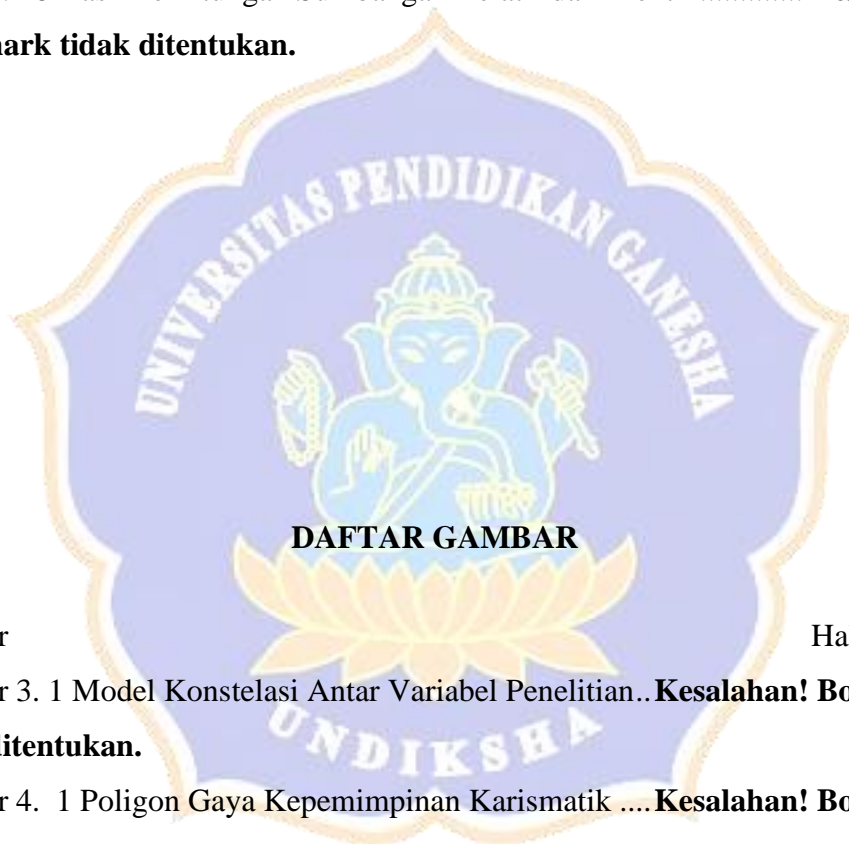 ark tidak ditentukan.
UNIVERSITAS PENDIDIKAN GANESHA
DAFTAR GAMBAR
r Ha
r 3. 1 Model Konstelasi Antar Variabel Penelitian.. Kesalahan! Bo
ditentukan.
UNDIKSHA
r 4. 1 Poligon Gaya Kepemimpinan Karismatik .... Kesalahan! Bo